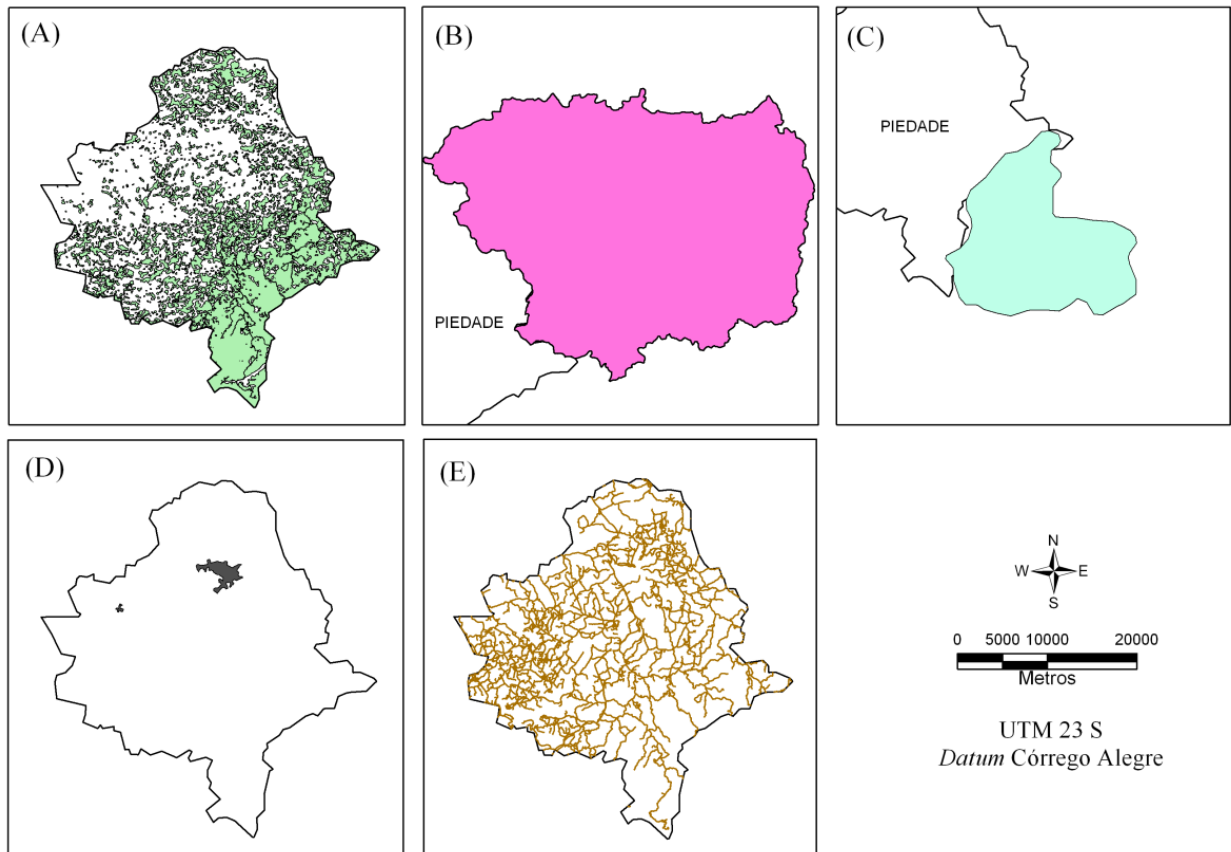 (A)
(B)
PIEDADE
(C)
PIEDADE
(D)
(E)
N
W E
S
0 5000 10000 20000
Metros
UTM 23 S
Datum Córrego Alegre